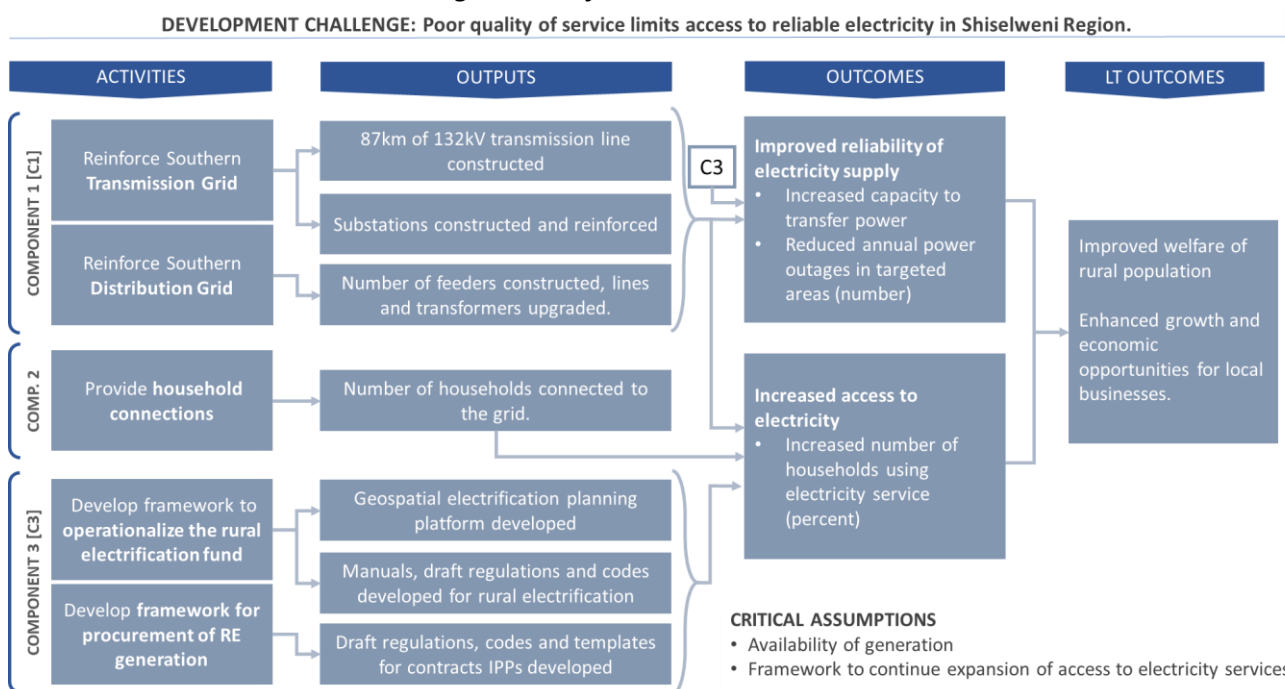 DEVELOPMENT CHALLENGE: Poor quality of service limits access to reliable electricity in Shiselweni Region.
ACTIVITIES
OUTPUTS
OUTCOMES
LT OUTCOMES
COMPONENT 1 [C1]
Reinforce Southern
Transmission Grid
Reinforce Southern
Distribution Grid
87km of 132kV transmission line
constructed
Substations constructed and reinforced
Number of feeders constructed, lines
and transformers upgraded.
C3
Improved reliability of
electricity supply
• Increased capacity to
transfer power
• Reduced annual power
outages in targeted
areas (number)
Improved welfare of
rural population
Enhanced growth and
economic
opportunities for local
businesses.
COMP. 2
Provide household
connections
Number of households connected to
the grid.
Increased access to
electricity
• Increased number of
households using
electricity service
(percent)
COMPONENT 3 [C3]
Develop framework to
operationalize the rural
electrification fund
Develop framework for
procurement of RE
generation
Geospatial electrification planning
platform developed
Manuals, draft regulations and codes
developed for rural electrification
Draft regulations, codes and templates
for contracts IPPs developed
CRITICAL ASSUMPTIONS
• Availability of generation
• Framework to continue expansion of access to electricity services